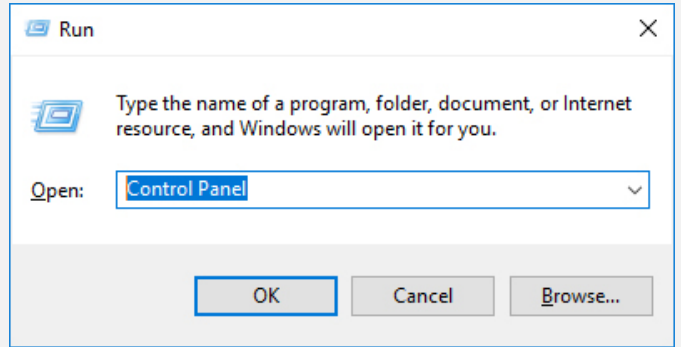 Run
Type the name of a program, folder, document, or Internet
resource, and Windows will open it for you.
Open: Control Panel
OK Cancel Browse...